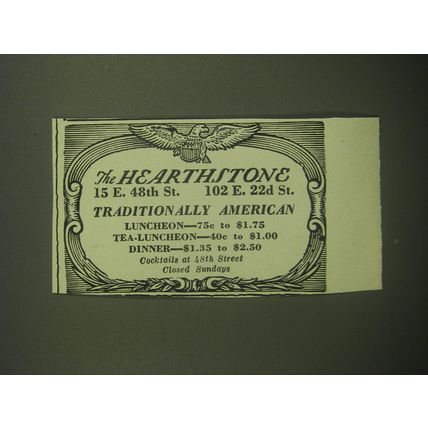 The HEARTHSTONE
15 E. 48th St. 102 E. 22d St.
TRADITIONALLY AMERICAN
LUNCHEON—75c to $1.75
TEA-LUNCHEON—40c to $1.00
DINNER—$1.35 to $2.50
Cocktails at 48th Street
Closed Sundays